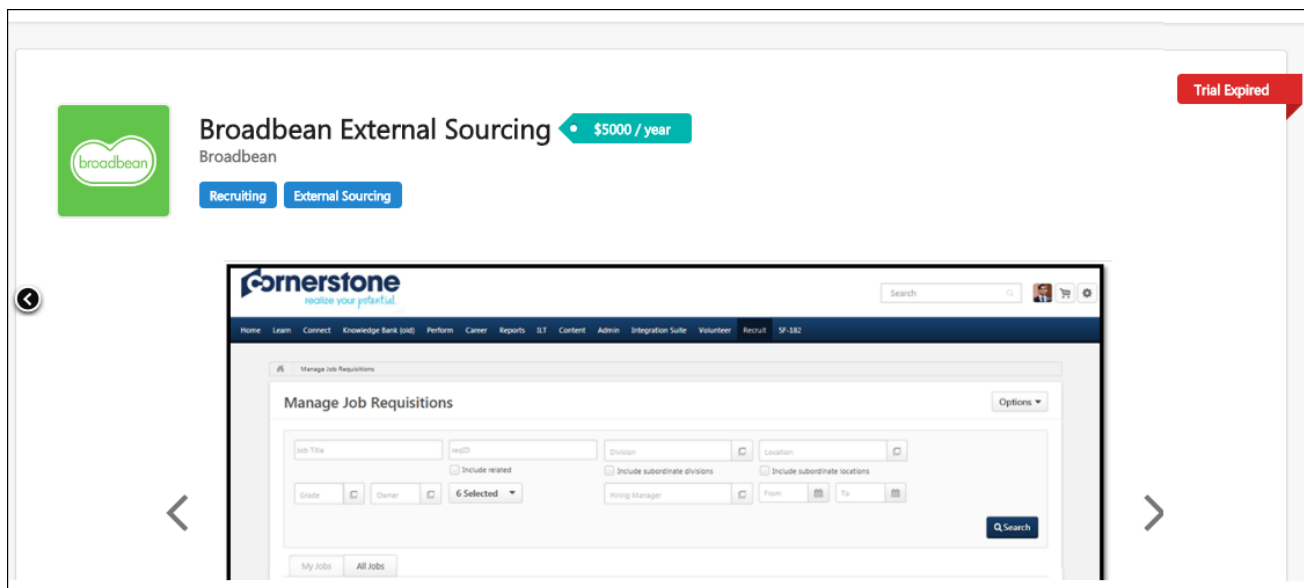 Trial Expired
Broadbean External Sourcing $5000 / year
broadbean
Broadbean
Recruiting External Sourcing
cornerstone
realize your potential.
Search
Home Learn Connect Knowledge Bank (old) Perform Career Reports ILT Content Admin Integration Suite Volunteer Recruit SF-182
Manage Job Requisitions
Manage Job Requisitions
Options
Job Title reqID Division Location
Include related Include subordinate divisions Include subordinate locations
Grade Owner 6 Selected Hiring Manager From To
Search
My Jobs All Jobs